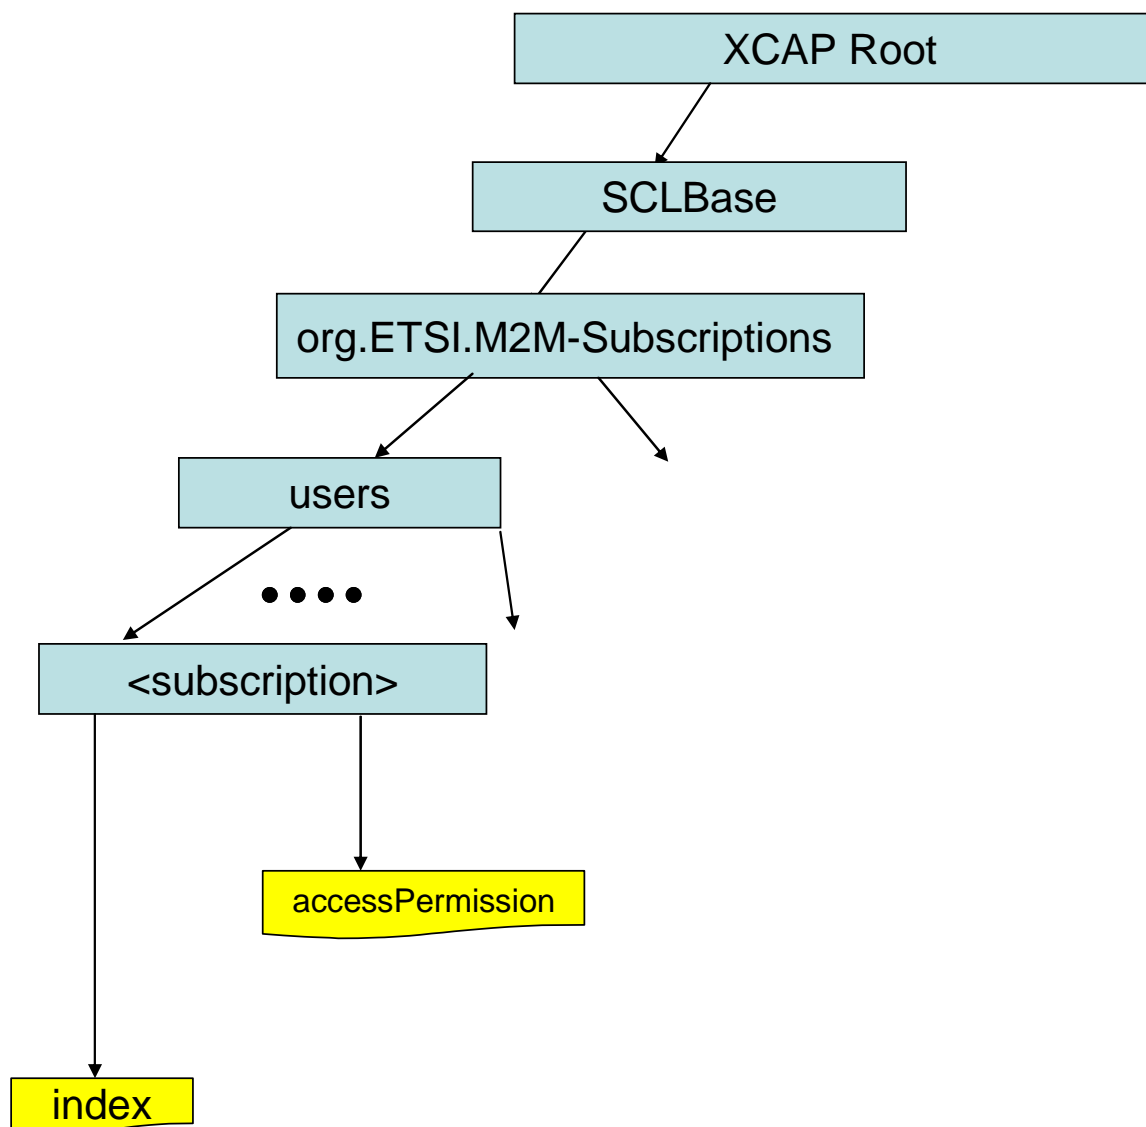 XCAP Root
SCLBase
org.ETSI.M2M-Subscriptions
users
<subscription>
accessPermission
index